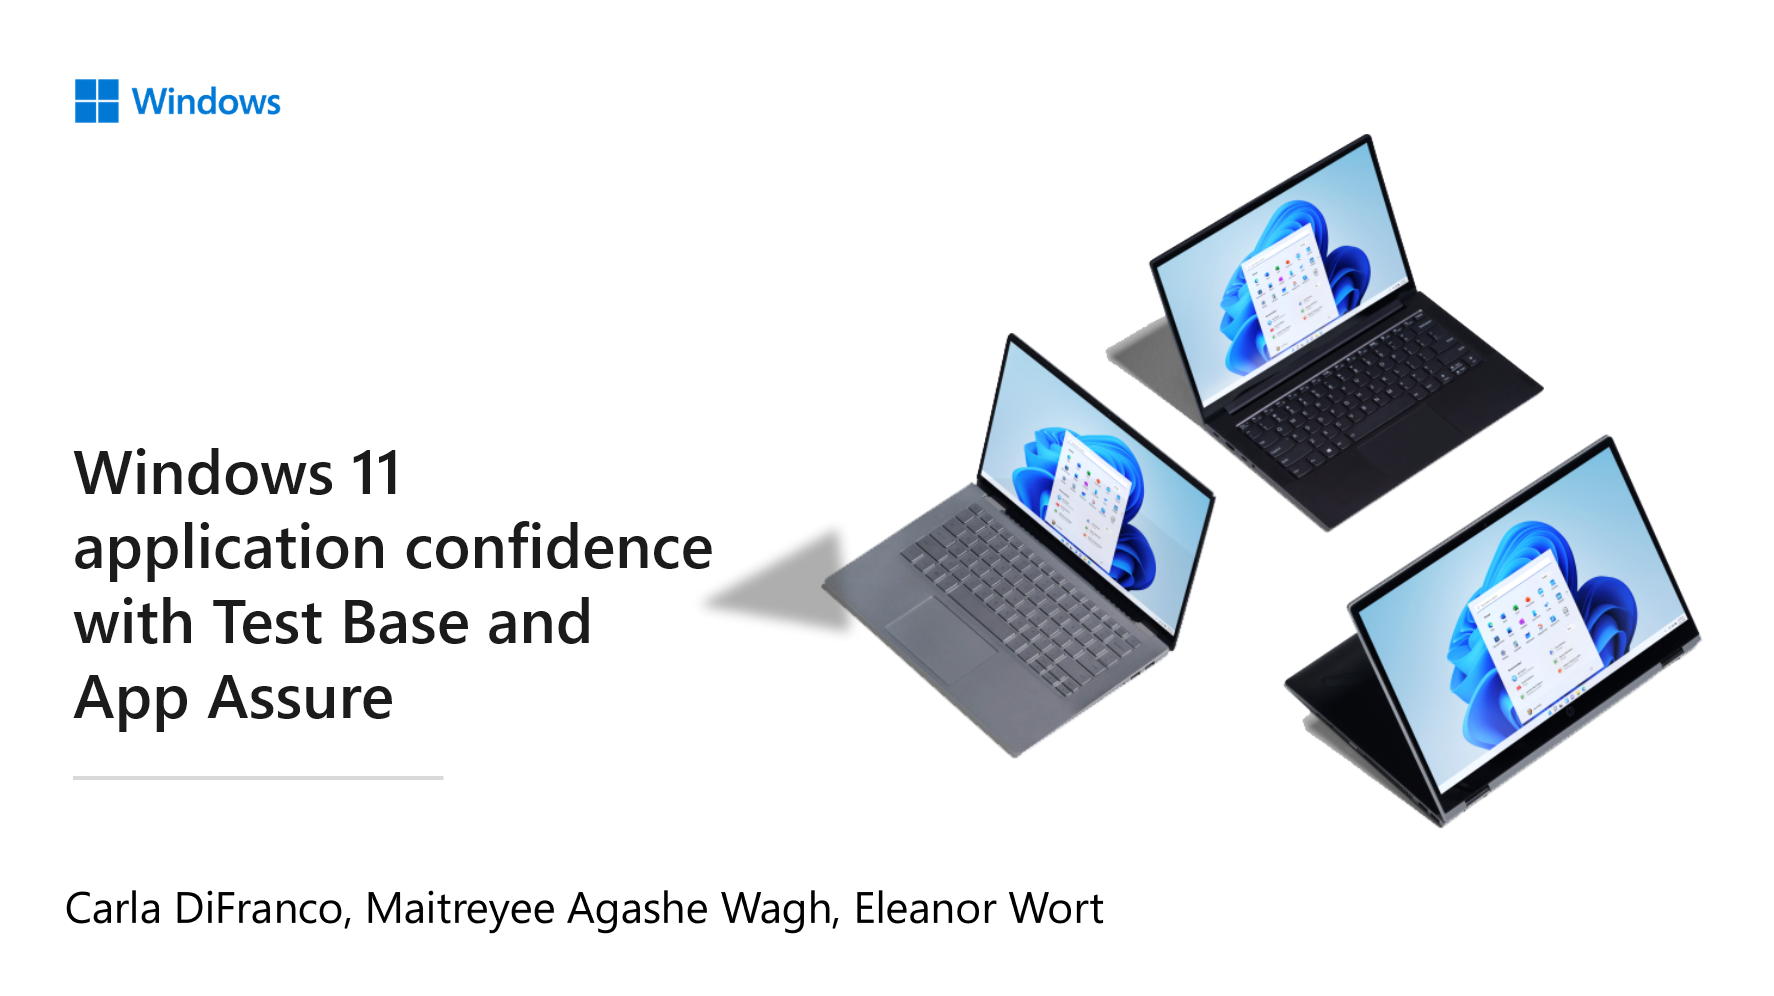 Windows
Windows 11
application confidence
with Test Base and
App Assure
Carla DiFranco, Maitreyee Agashe Wagh, Eleanor Wort